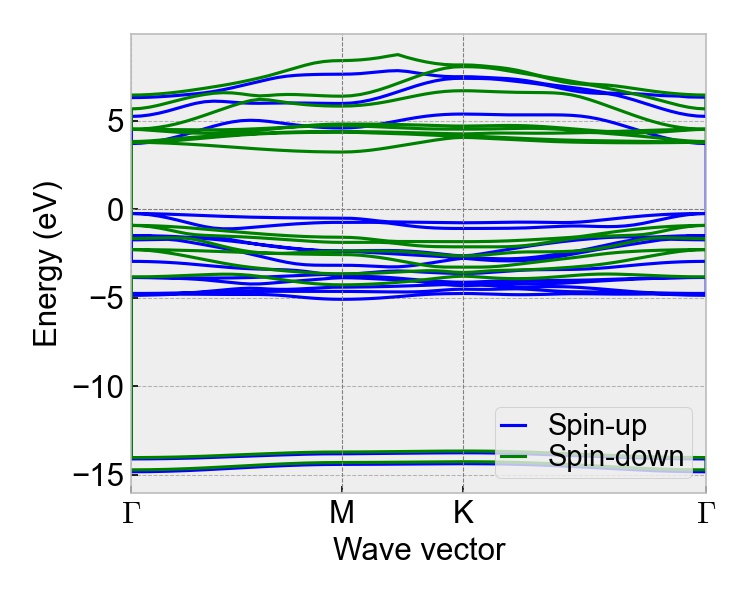 Energy (eV)
5
0
−5
−10
−15
Spin-up
Spin-down
Γ M K Γ
Wave vector